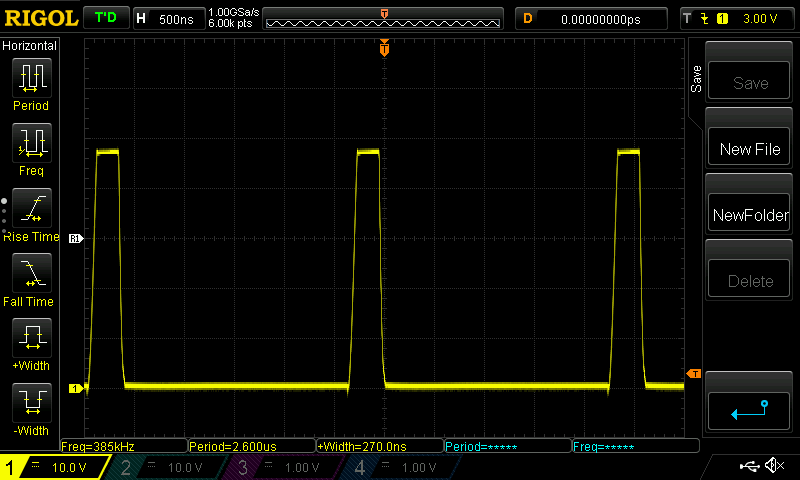 RIGOL T'D H 500ns 1.00GSa/s 6.00k pts T D 0.00000000ps T 1 3.00 V
Horizontal
Period
Freq
Rise Time
Fall Time
+Width
-Width
T
R1
1
T
Save
Save
New File
NewFolder
Delete
Freq=385kHz Period=2.600us +Width=270.0ns Period=***** Freq=*****
1 10.0 V 2 10.0 V 3 1.00 V 4 1.00 V